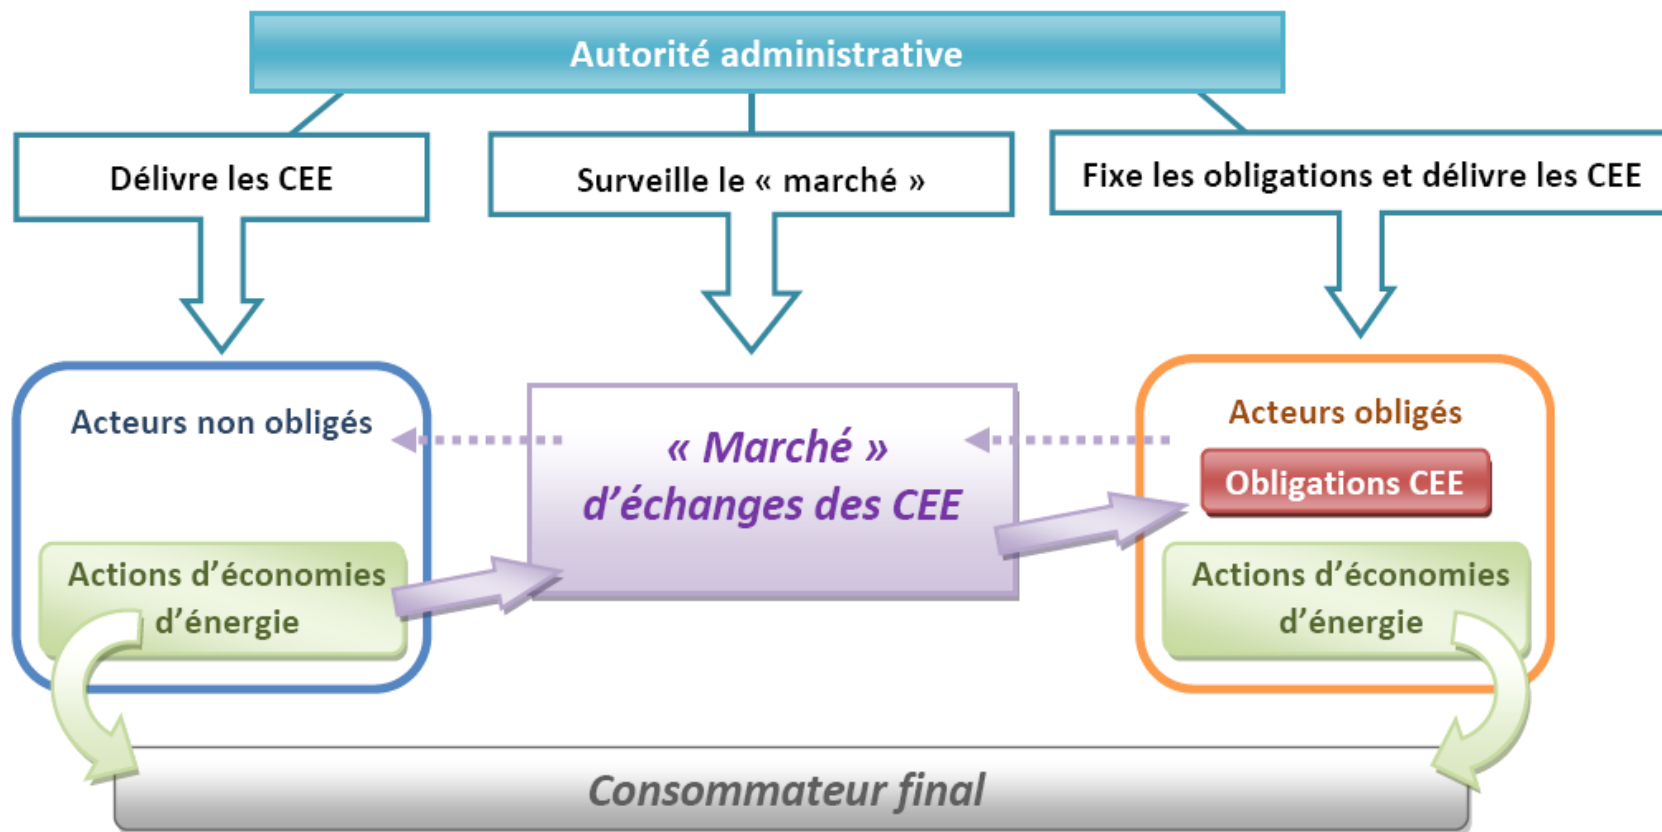 Autorité administrative
Délivre les CEE
Surveille le « marché »
Fixe les obligations et délivre les CEE
Acteurs non obligés
« Marché »
d’échanges des CEE
Acteurs obligés
Obligations CEE
Actions d’économies
d’énergie
Actions d’économies
d’énergie
Consommateur final